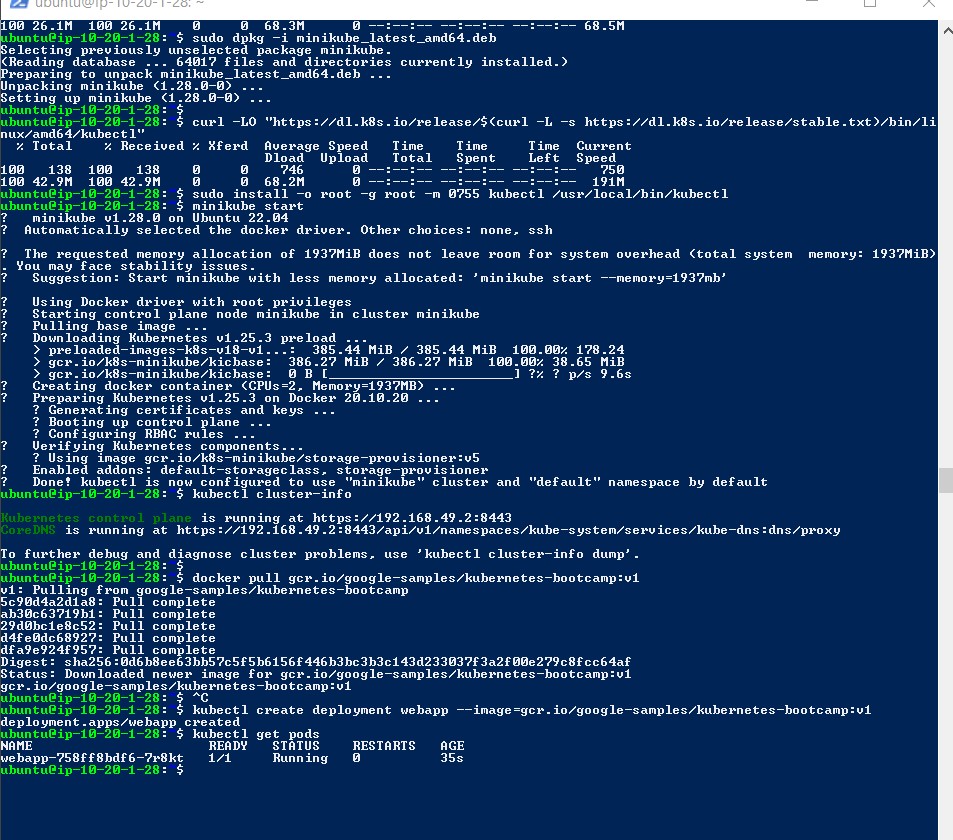 ubuntu@ip-10-20-1-28: ~
100 26.1M  100 26.1M    0     0  68.3M      0 --:--:-- --:--:-- --:--:-- 68.5M
ubuntu@ip-10-20-1-28:~$ sudo dpkg -i minikube_latest_amd64.deb
Selecting previously unselected package minikube.
(Reading database ... 64017 files and directories currently installed.)
Preparing to unpack minikube_latest_amd64.deb ...
Unpacking minikube (1.28.0-0) ...
Setting up minikube (1.28.0-0) ...
ubuntu@ip-10-20-1-28:~$
ubuntu@ip-10-20-1-28:~$ curl -LO "https://dl.k8s.io/release/$(curl -L -s https://dl.k8s.io/release/stable.txt)/bin/li
nux/amd64/kubectl"
  % Total    % Received % Xferd  Average Speed   Time    Time     Time  Current
                                 Dload  Upload   Total   Spent    Left  Speed
100   138  100   138    0     0    746      0 --:--:-- --:--:-- --:--:--   750
100 42.9M  100 42.9M    0     0  68.2M      0 --:--:-- --:--:-- --:--:--  191M
ubuntu@ip-10-20-1-28:~$ sudo install -o root -g root -m 0755 kubectl /usr/local/bin/kubectl
ubuntu@ip-10-20-1-28:~$ minikube start
?   minikube v1.28.0 on Ubuntu 22.04
?  Automatically selected the docker driver. Other choices: none, ssh
?  The requested memory allocation of 1937MiB does not leave room for system overhead (total system  memory: 1937MiB)
. You may face stability issues.
?   Suggestion: Start minikube with less memory allocated: 'minikube start --memory=1937mb'
?   Using Docker driver with root privileges
?   Starting control plane node minikube in cluster minikube
?   Pulling base image ...
?   Downloading Kubernetes v1.25.3 preload ...
    > preloaded-images-k8s-v18-v1...:  385.44 MiB / 385.44 MiB  100.00% 178.24
    > gcr.io/k8s-minikube/kicbase:  386.27 MiB / 386.27 MiB  100.00% 38.65 MiB
    > gcr.io/k8s-minikube/kicbase:  0 B [_______________________] ?% ? p/s 9.6s
?   Creating docker container (CPUs=2, Memory=1937MB) ...
?   Preparing Kubernetes v1.25.3 on Docker 20.10.20 ...
    ? Generating certificates and keys ...
    ? Booting up control plane ...
    ? Configuring RBAC rules ...
?   Verifying Kubernetes components...
    ? Using image gcr.io/k8s-minikube/storage-provisioner:v5
?   Enabled addons: default-storageclass, storage-provisioner
?   Done! kubectl is now configured to use "minikube" cluster and "default" namespace by default
ubuntu@ip-10-20-1-28:~$ kubectl cluster-info
Kubernetes control plane is running at https://192.168.49.2:8443
CoreDNS is running at https://192.168.49.2:8443/api/v1/namespaces/kube-system/services/kube-dns:dns/proxy
To further debug and diagnose cluster problems, use 'kubectl cluster-info dump'.
ubuntu@ip-10-20-1-28:~$
ubuntu@ip-10-20-1-28:~$ docker pull gcr.io/google-samples/kubernetes-bootcamp:v1
v1: Pulling from google-samples/kubernetes-bootcamp
5c90d4a2d1a8: Pull complete
ab30c63719b1: Pull complete
29d0bc1e8c52: Pull complete
d4fe0dc68927: Pull complete
dfa9e924f957: Pull complete
Digest: sha256:0d6b8ee63bb57c5f5b6156f446b3bc3b3c143d233037f3a2f00e279c8fcc64af
Status: Downloaded newer image for gcr.io/google-samples/kubernetes-bootcamp:v1
gcr.io/google-samples/kubernetes-bootcamp:v1
ubuntu@ip-10-20-1-28:~$ ^C
ubuntu@ip-10-20-1-28:~$ kubectl create deployment webapp --image=gcr.io/google-samples/kubernetes-bootcamp:v1
deployment.apps/webapp created
ubuntu@ip-10-20-1-28:~$ kubectl get pods
NAME                      READY   STATUS    RESTARTS   AGE
webapp-758ff8bdf6-7r8kt   1/1     Running   0          35s
ubuntu@ip-10-20-1-28:~$